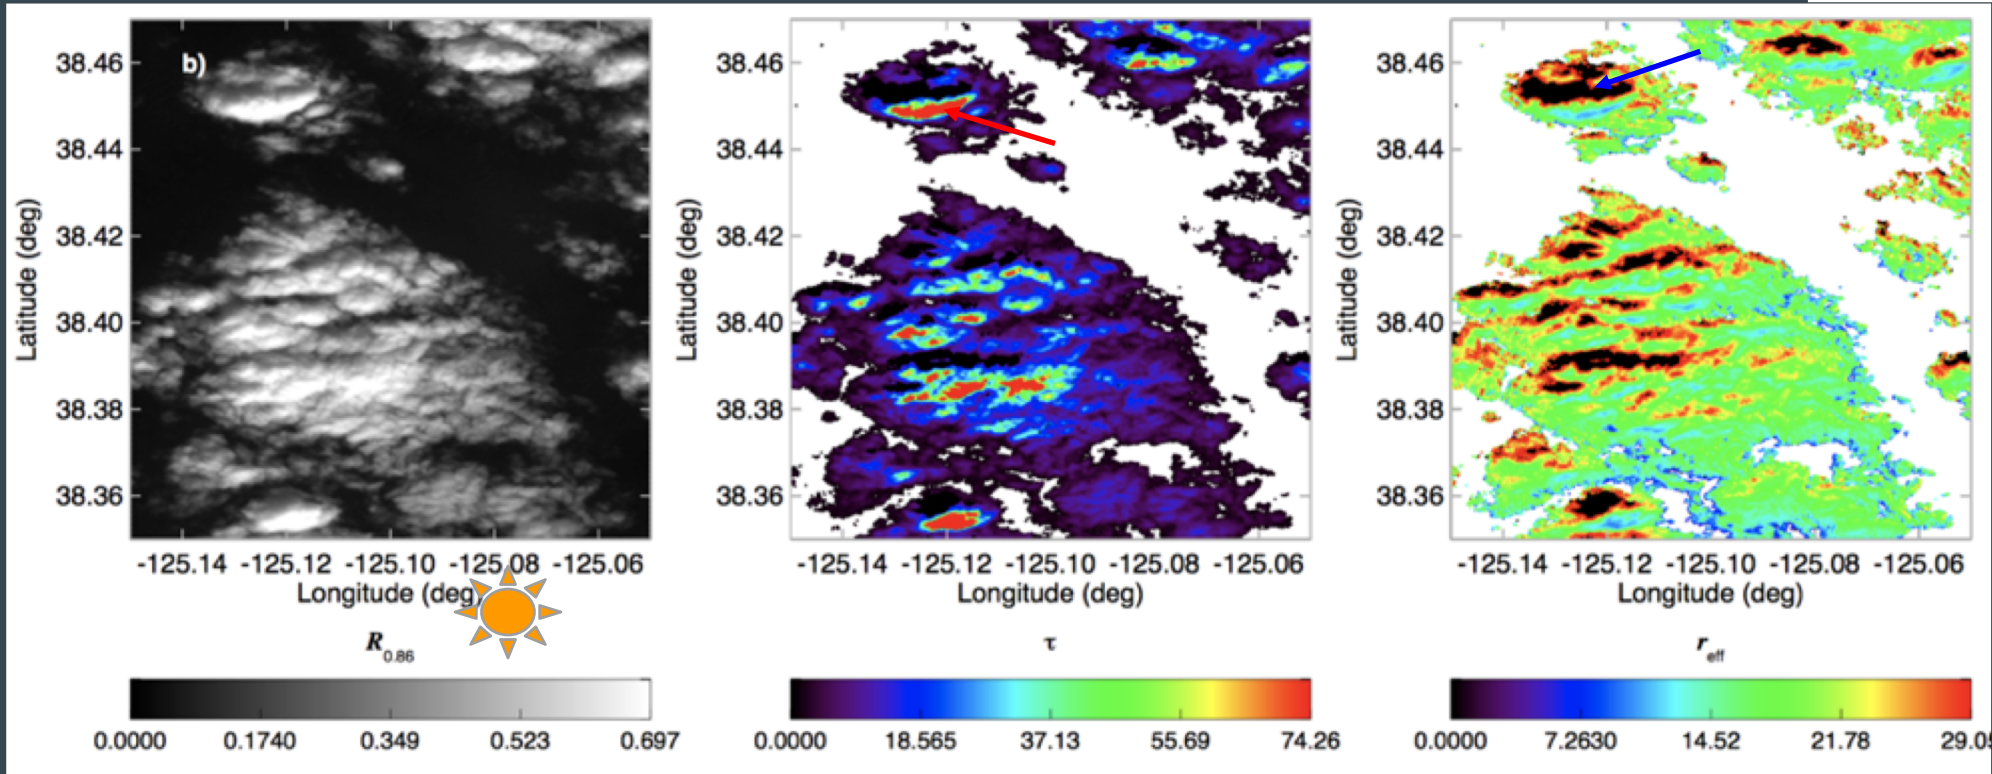 b)
38.46
38.44
38.42
38.40
38.38
38.36
Latitude (deg)
-125.14 -125.12 -125.10 -125.08 -125.06
Longitude (deg)
R0.86
0.0000 0.1740 0.349 0.523 0.697
38.46
38.44
38.42
38.40
38.38
38.36
Latitude (deg)
-125.14 -125.12 -125.10 -125.08 -125.06
Longitude (deg)
τ
0.0000 18.565 37.13 55.69 74.26
38.46
38.44
38.42
38.40
38.38
38.36
Latitude (deg)
-125.14 -125.12 -125.10 -125.08 -125.06
Longitude (deg)
reff
0.0000 7.2630 14.52 21.78 29.05